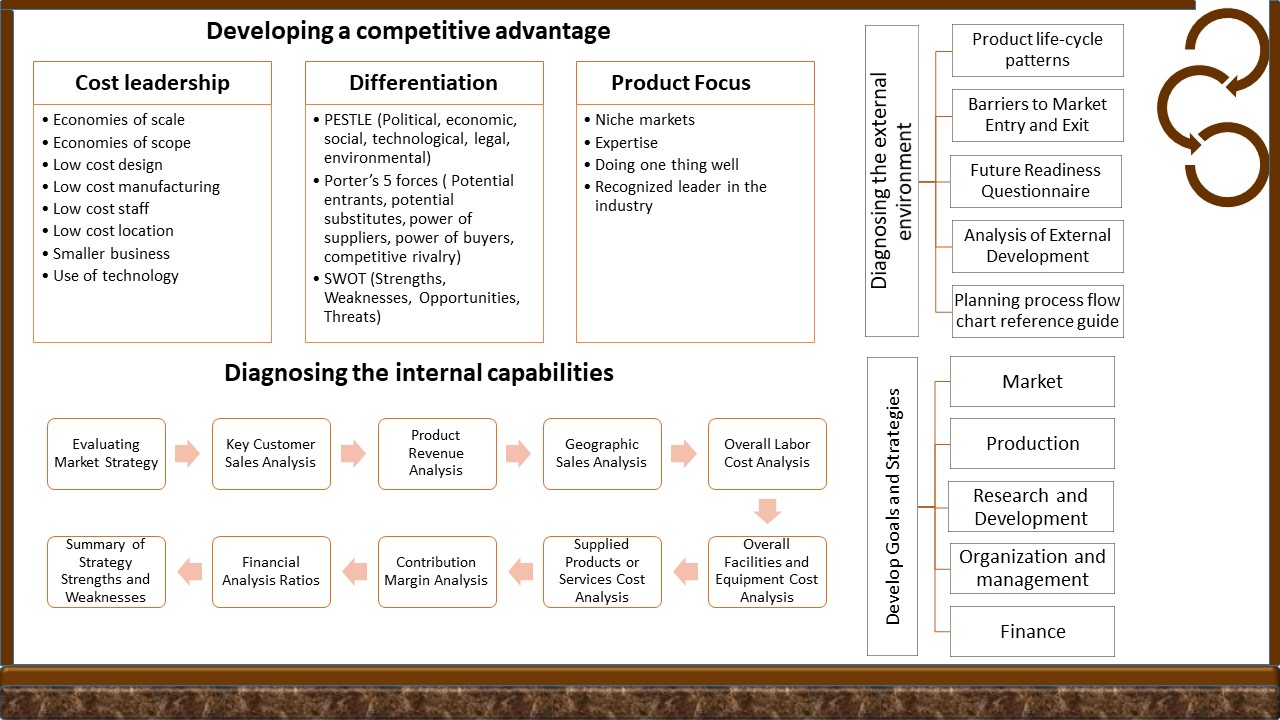 Developing a competitive advantage
Cost leadership
• Economies of scale
• Economies of scope
• Low cost design
• Low cost manufacturing
• Low cost staff
• Low cost location
• Smaller business
• Use of technology
Differentiation
• PESTLE (Political, economic,
social, technological, legal,
environmental)
• Porter's 5 forces ( Potential
entrants, potential
substitutes, power of
suppliers, power of buyers,
competitive rivalry)
• SWOT (Strengths,
Weaknesses, Opportunities,
Threats)
Product Focus
• Niche markets
• Expertise
• Doing one thing well
• Recognized leader in the
industry
Diagnosing the internal capabilities
Evaluating
Market Strategy
Key Customer
Sales Analysis
Product
Revenue
Analysis
Geographic
Sales Analysis
Overall Labor
Cost Analysis
Overall
Facilities and
Equipment Cost
Analysis
Supplied
Products or
Services Cost
Analysis
Contribution
Margin Analysis
Financial
Analysis Ratios
Summary of
Strategy
Strengths and
Weaknesses
Diagnosing the external
environment
Product life-cycle
patterns
Barriers to Market
Entry and Exit
Future Readiness
Questionnaire
Analysis of External
Development
Planning process flow
chart reference guide
Develop Goals and Strategies
Market
Production
Research and
Development
Organization and
management
Finance